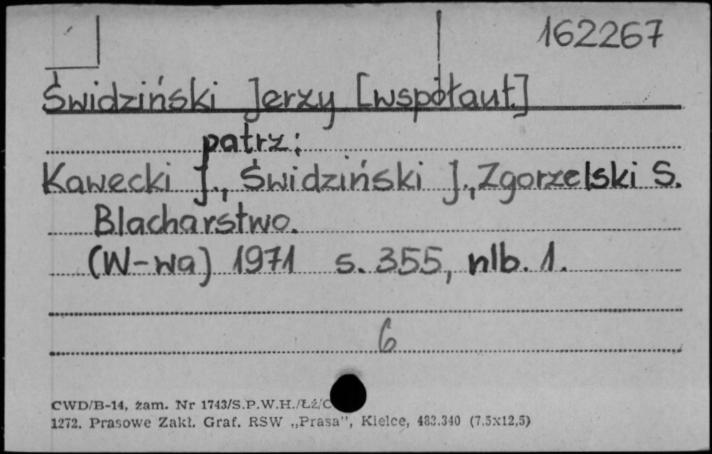 162267
Świdziński Jerzy [współaut.]
patrz:
Kawecki J., Świdziński J., Zgorzelski S.
Blacharstwo.
(W-wa) 1971 s. 355, nlb. 1.
6
CWD/B-14, zam. Nr 1743/S.P.W.H./Łź/
1272. Prasowe Zakł. Graf. RSW „Prasa", Kielce, 483.340 (7,5x12,5)